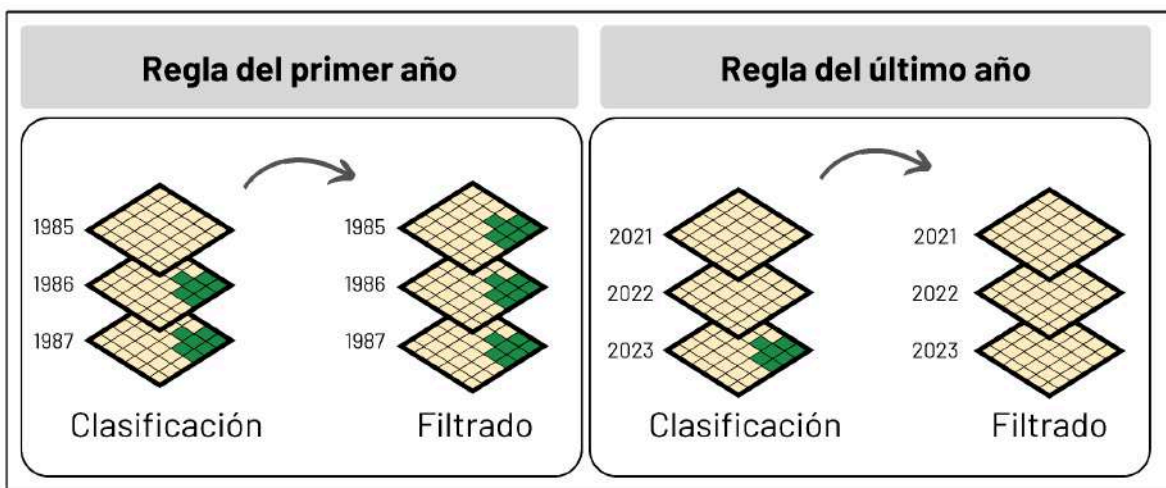 Regla del primer año
Regla del último año
1985
1986
1987
Clasificación
1985
1986
1987
Filtrado
2021
2022
2023
Clasificación
2021
2022
2023
Filtrado